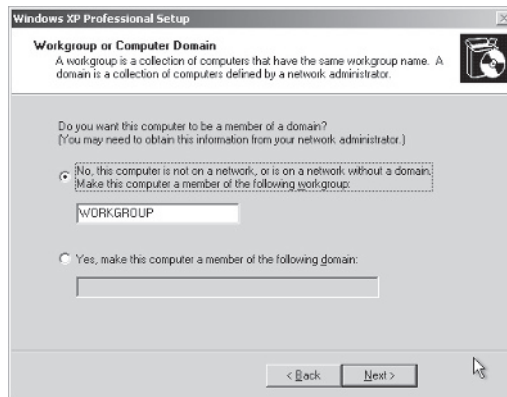 Windows XP Professional Setup
Workgroup or Computer Domain
A workgroup is a collection of computers that have the same workgroup name. A
domain is a collection of computers defined by a network administrator.
Do you want this computer to be a member of a domain?
(You may need to obtain this information from your network administrator.)
No, this computer is not on a network, or is on a network without a domain.
Make this computer a member of the following workgroup:
WORKGROUP
Yes, make this computer a member of the following domain:
< Back Next >